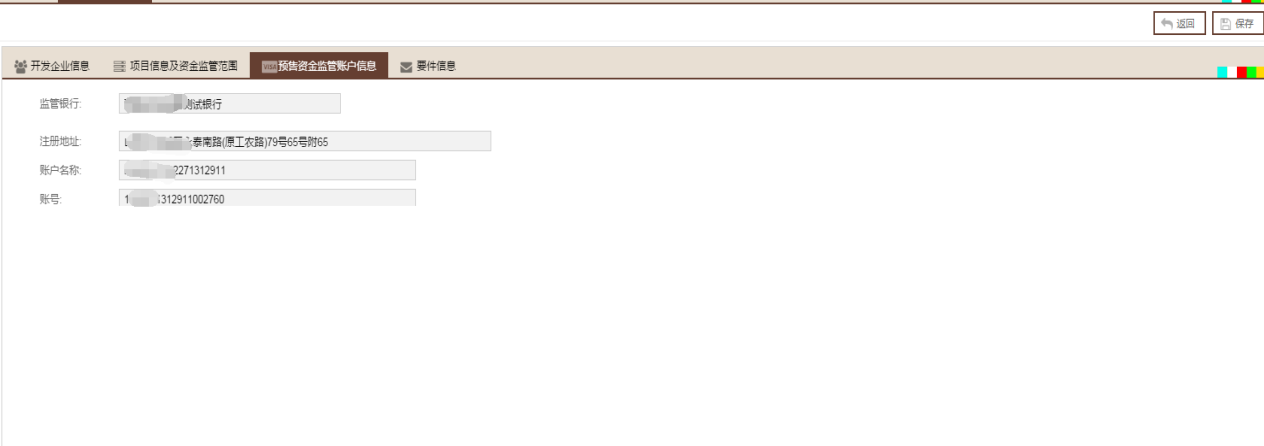 返回 保存
开发企业信息 项目信息及资金监管范围 VISA 预售资金监管账户信息 要件信息
监管银行: 测试银行
注册地址: 泰南路(原工农路)79号65号附65
账户名称: 2271312911
账号: 1 312911002760